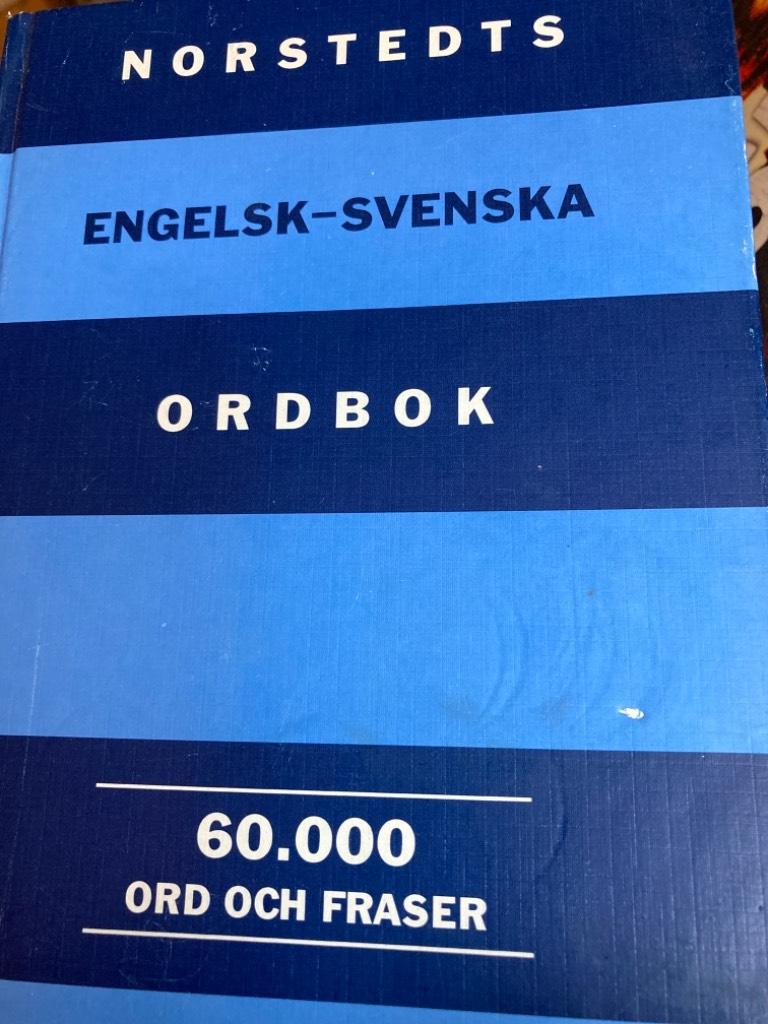 NORSTEDTS
ENGELSK–SVENSKA
ORDBOK
60.000
ORD OCH FRASER